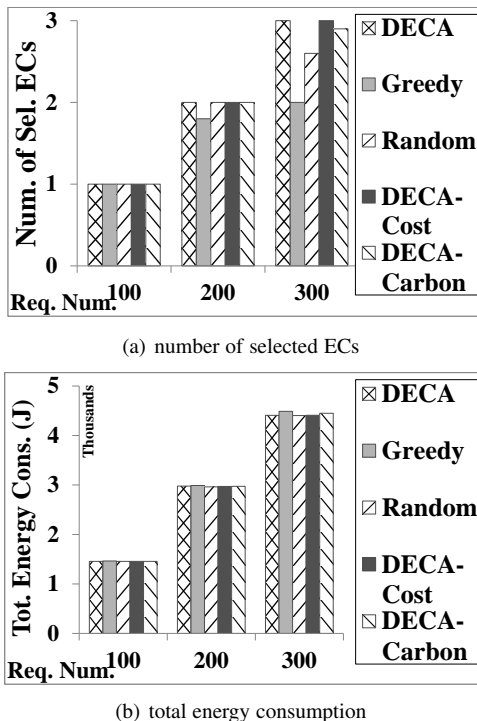 Num. of Sel. ECs
3
2
1
0
Req. Num.
100
200
300
DECA
Greedy
Random
DECA-
Cost
DECA-
Carbon
(a) number of selected ECs
Tot. Energy Cons. (J)
Thousands
5
4
3
2
1
0
Req. Num.
100
200
300
DECA
Greedy
Random
DECA-
Cost
DECA-
Carbon
(b) total energy consumption